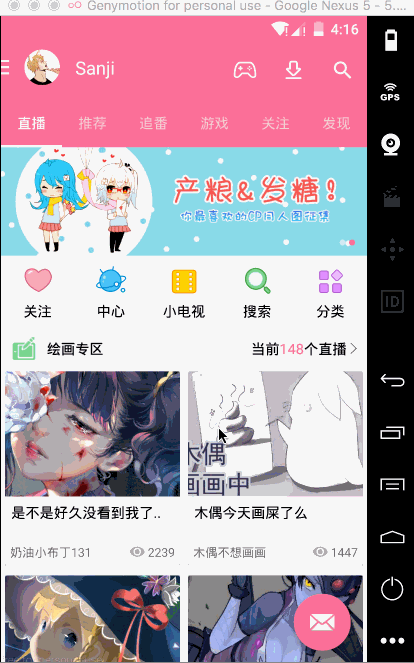 Genymotion for personal use - Google Nexus 5 - 5....
4:16
Sanji
直播 推荐 追番 游戏 关注 发现
产粮&发糖!
你最喜欢的CP同人图征集
关注 中心 小电视 搜索 分类
绘画专区 当前148个直播
木偶
画画中
是不是好久没看到我了.. 木偶今天画屎了么
奶油小布丁131 2239 木偶不想画画 1447
GPS
ID